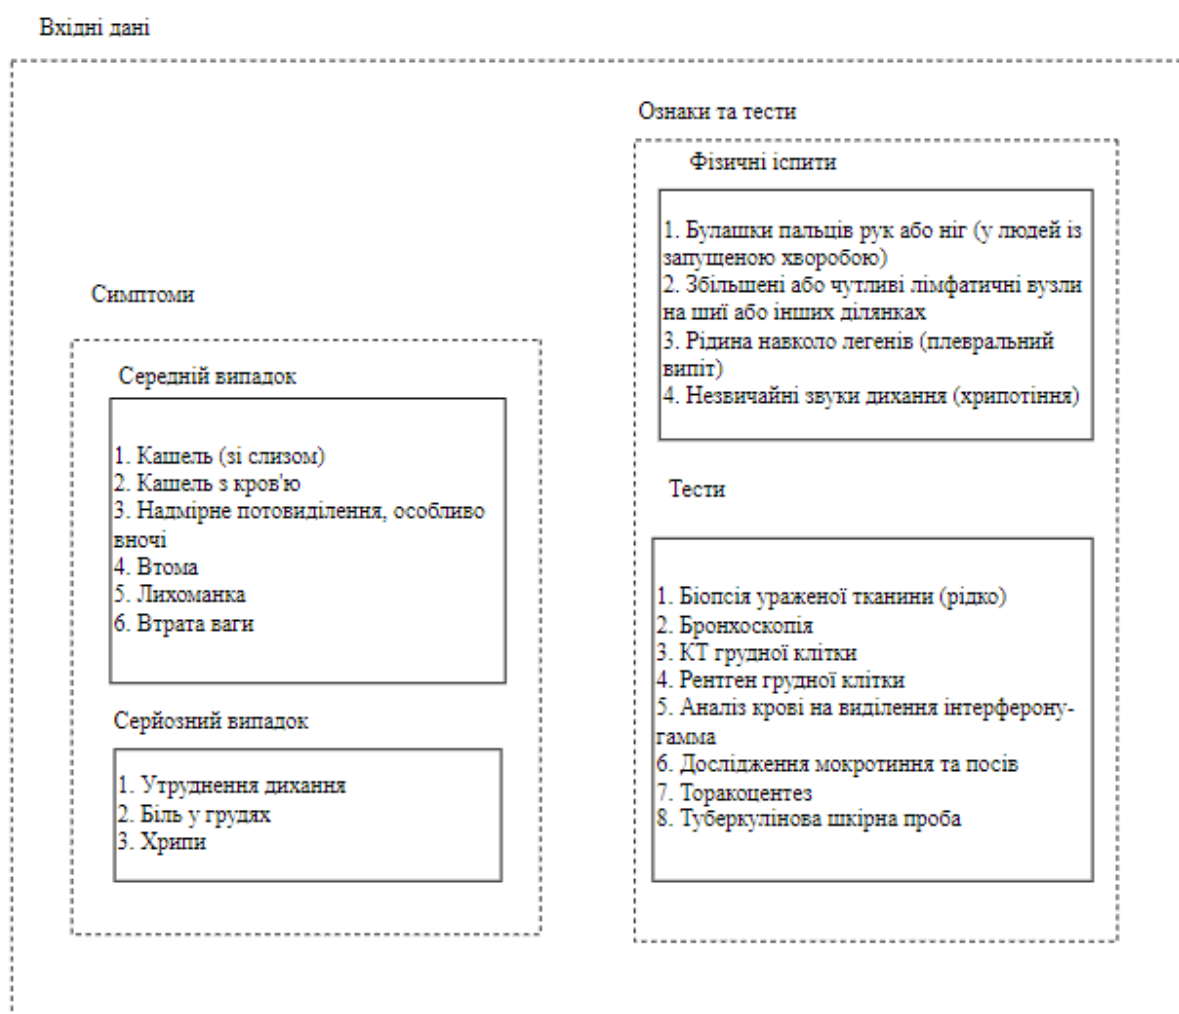 Вхідні дані
Симптоми
Середній випадок
1. Кашель (зі слизом)
2. Кашель з кров'ю
3. Надмірне потовиділення, особливо
вночі
4. Втома
5. Лихоманка
6. Втрата ваги
Серйозний випадок
1. Утруднення дихання
2. Біль у грудях
3. Хрипи
Ознаки та тести
Фізичні іспити
1. Булашки пальців рук або ніг (у людей із
запущеною хворобою)
2. Збільшені або чутливі лімфатичні вузли
на шиї або інших ділянках
3. Рідина навколо легенів (плевральний
випіт)
4. Незвичайні звуки дихання (хрипотіння)
Тести
1. Біопсія ураженої тканини (рідко)
2. Бронхоскопія
3. КТ грудної клітки
4. Рентген грудної клітки
5. Аналіз крові на виділення інтерферону-
гамма
6. Дослідження мокротиння та посів
7. Торакоцентез
8. Туберкулінова шкірна проба